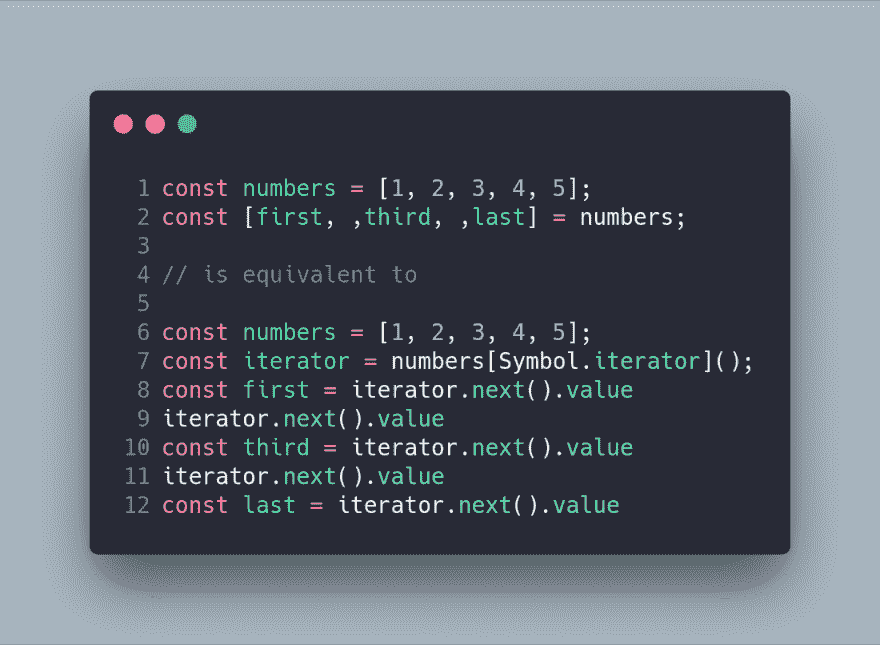 1 const numbers = [1, 2, 3, 4, 5];
2 const [first, ,third, ,last] = numbers;
3
4 // is equivalent to
5
6 const numbers = [1, 2, 3, 4, 5];
7 const iterator = numbers[Symbol.iterator]();
8 const first = iterator.next().value
9 iterator.next().value
10 const third = iterator.next().value
11 iterator.next().value
12 const last = iterator.next().value